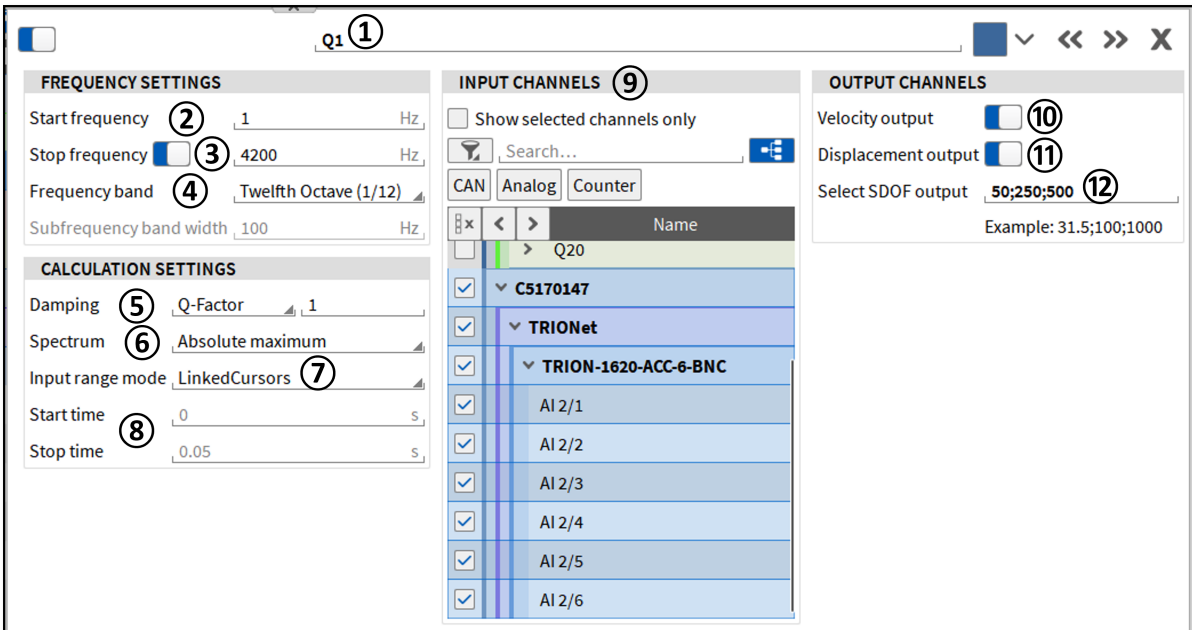 Q1 ①
FREQUENCY SETTINGS
Start frequency ② 1 Hz
Stop frequency ③ 4200 Hz
Frequency band ④ Twelfth Octave (1/12)
Subfrequency band width 100 Hz
CALCULATION SETTINGS
Damping ⑤ Q-Factor 1
Spectrum ⑥ Absolute maximum
Input range mode LinkedCursors ⑦
Start time 0 s
⑧
Stop time 0.05 s
INPUT CHANNELS ⑨
Show selected channels only
Search...
CAN Analog Counter
Name
Q20
C5170147
TRIONet
TRION-1620-ACC-6-BNC
AI 2/1
AI 2/2
AI 2/3
AI 2/4
AI 2/5
AI 2/6
OUTPUT CHANNELS
Velocity output ⑩
Displacement output ⑪
Select SDOF output 50;250;500 ⑫
Example: 31.5;100;1000